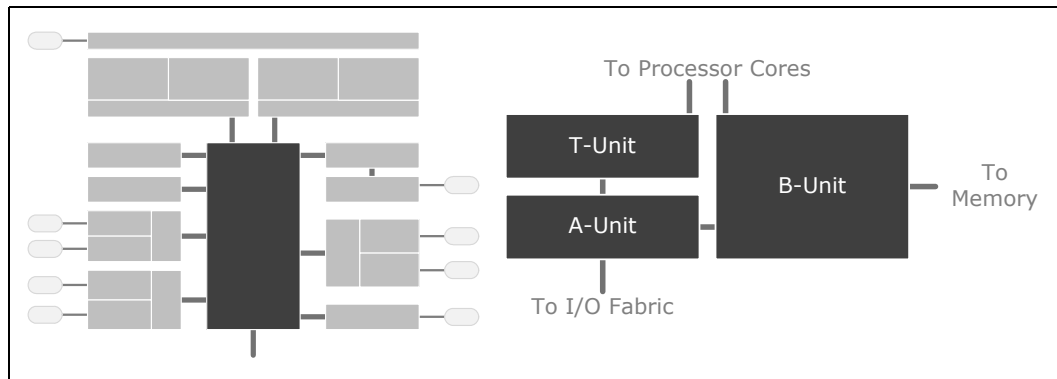 To Processor Cores
T-Unit
B-Unit
To
Memory
A-Unit
To I/O Fabric